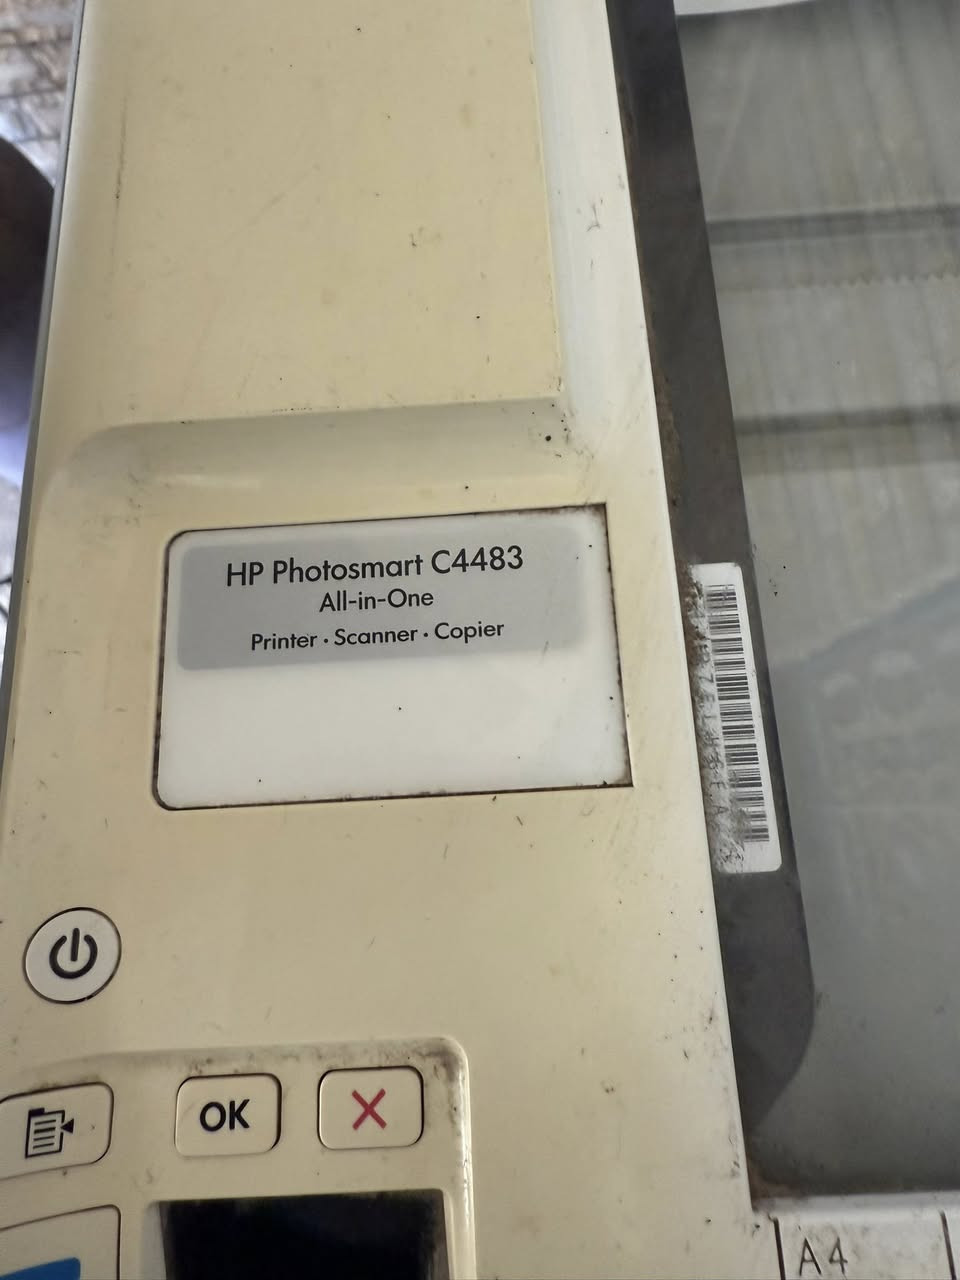 HP Photosmart C4483
All-in-One
Printer · Scanner · Copier
OK
A4